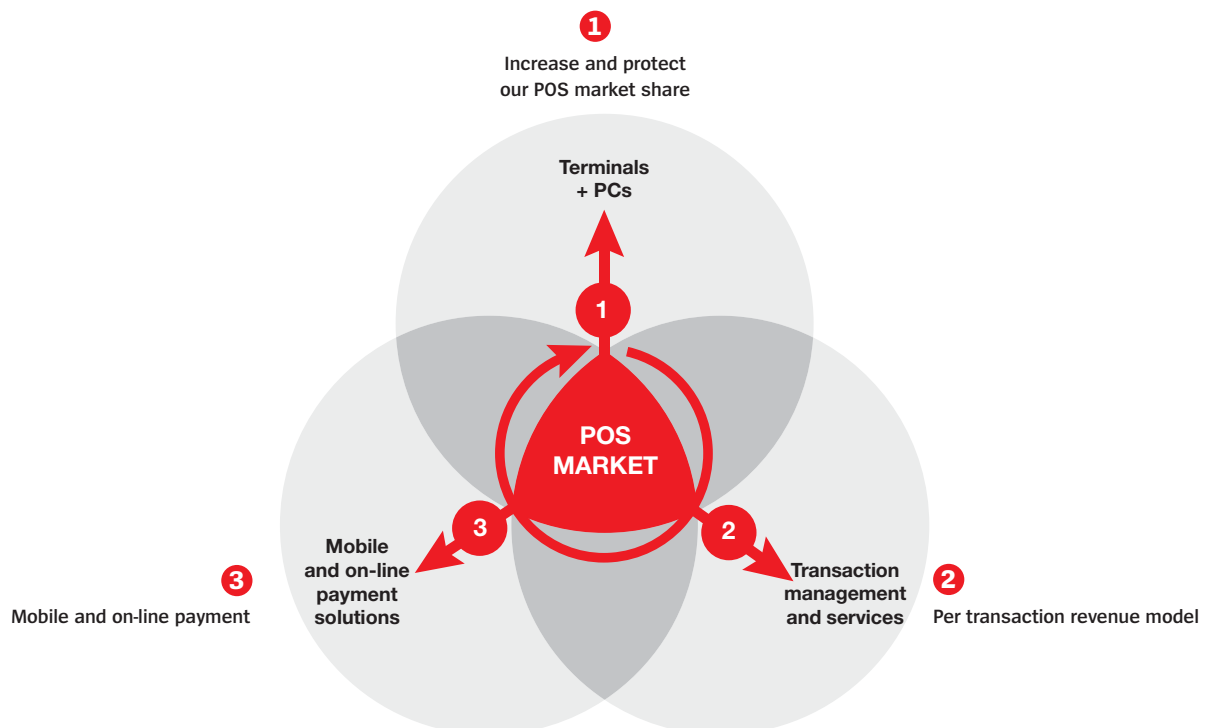 1
Increase and protect
our POS market share
Terminals
+ PCs
1
POS
MARKET
3
2
Mobile
and on-line
payment
solutions
Transaction
management
and services
3
Mobile and on-line payment
2
Per transaction revenue model